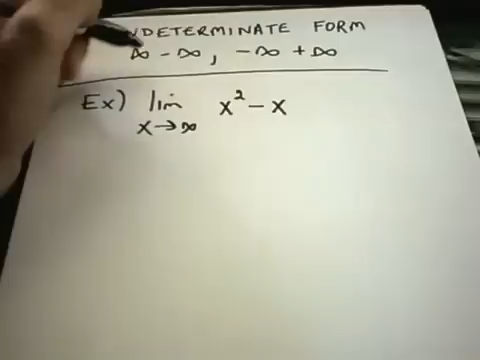 NDETERMINATE FORM
∞ - ∞, -∞ + ∞
Ex) lim x² - x
x→∞